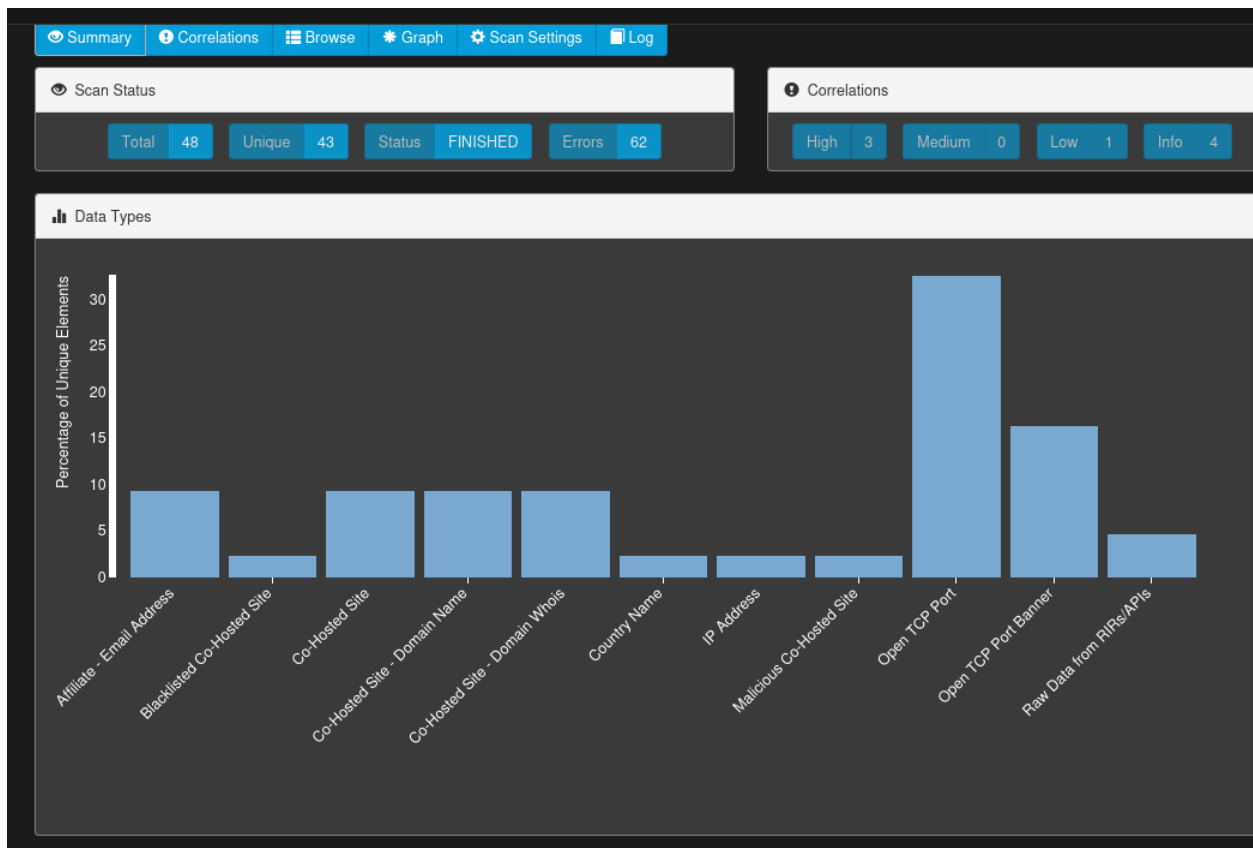 Summary Correlations Browse Graph Scan Settings Log
Scan Status
Total 48 Unique 43 Status FINISHED Errors 62
Correlations
High 3 Medium 0 Low 1 Info 4
Data Types
Percentage of Unique Elements
30
25
20
15
10
5
0
Affiliate - Email Address
Blacklisted Co-Hosted Site
Co-Hosted Site
Co-Hosted Site - Domain Name
Co-Hosted Site - Domain Whois
Country Name
IP Address
Malicious Co-Hosted Site
Open TCP Port
Open TCP Port Banner
Raw Data from RIRs/APIs